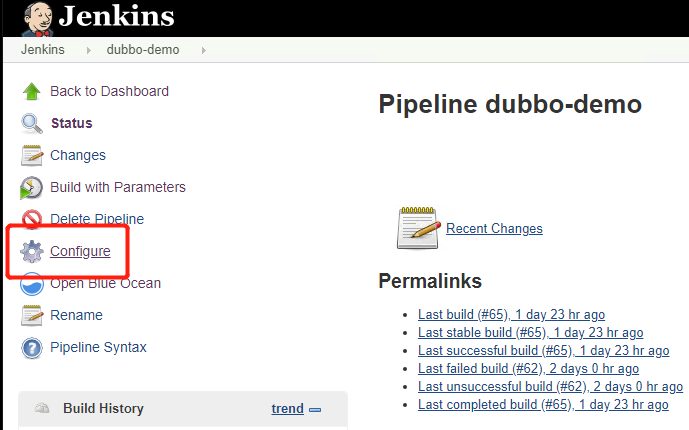 Jenkins
Jenkins dubbo-demo
Back to Dashboard
Status
Changes
Build with Parameters
Delete Pipeline
Configure
Open Blue Ocean
Rename
Pipeline Syntax
Build History trend
Pipeline dubbo-demo
Recent Changes
Permalinks
Last build (#65), 1 day 23 hr ago
Last stable build (#65), 1 day 23 hr ago
Last successful build (#65), 1 day 23 hr ago
Last failed build (#62), 2 days 0 hr ago
Last unsuccessful build (#62), 2 days 0 hr ago
Last completed build (#65), 1 day 23 hr ago